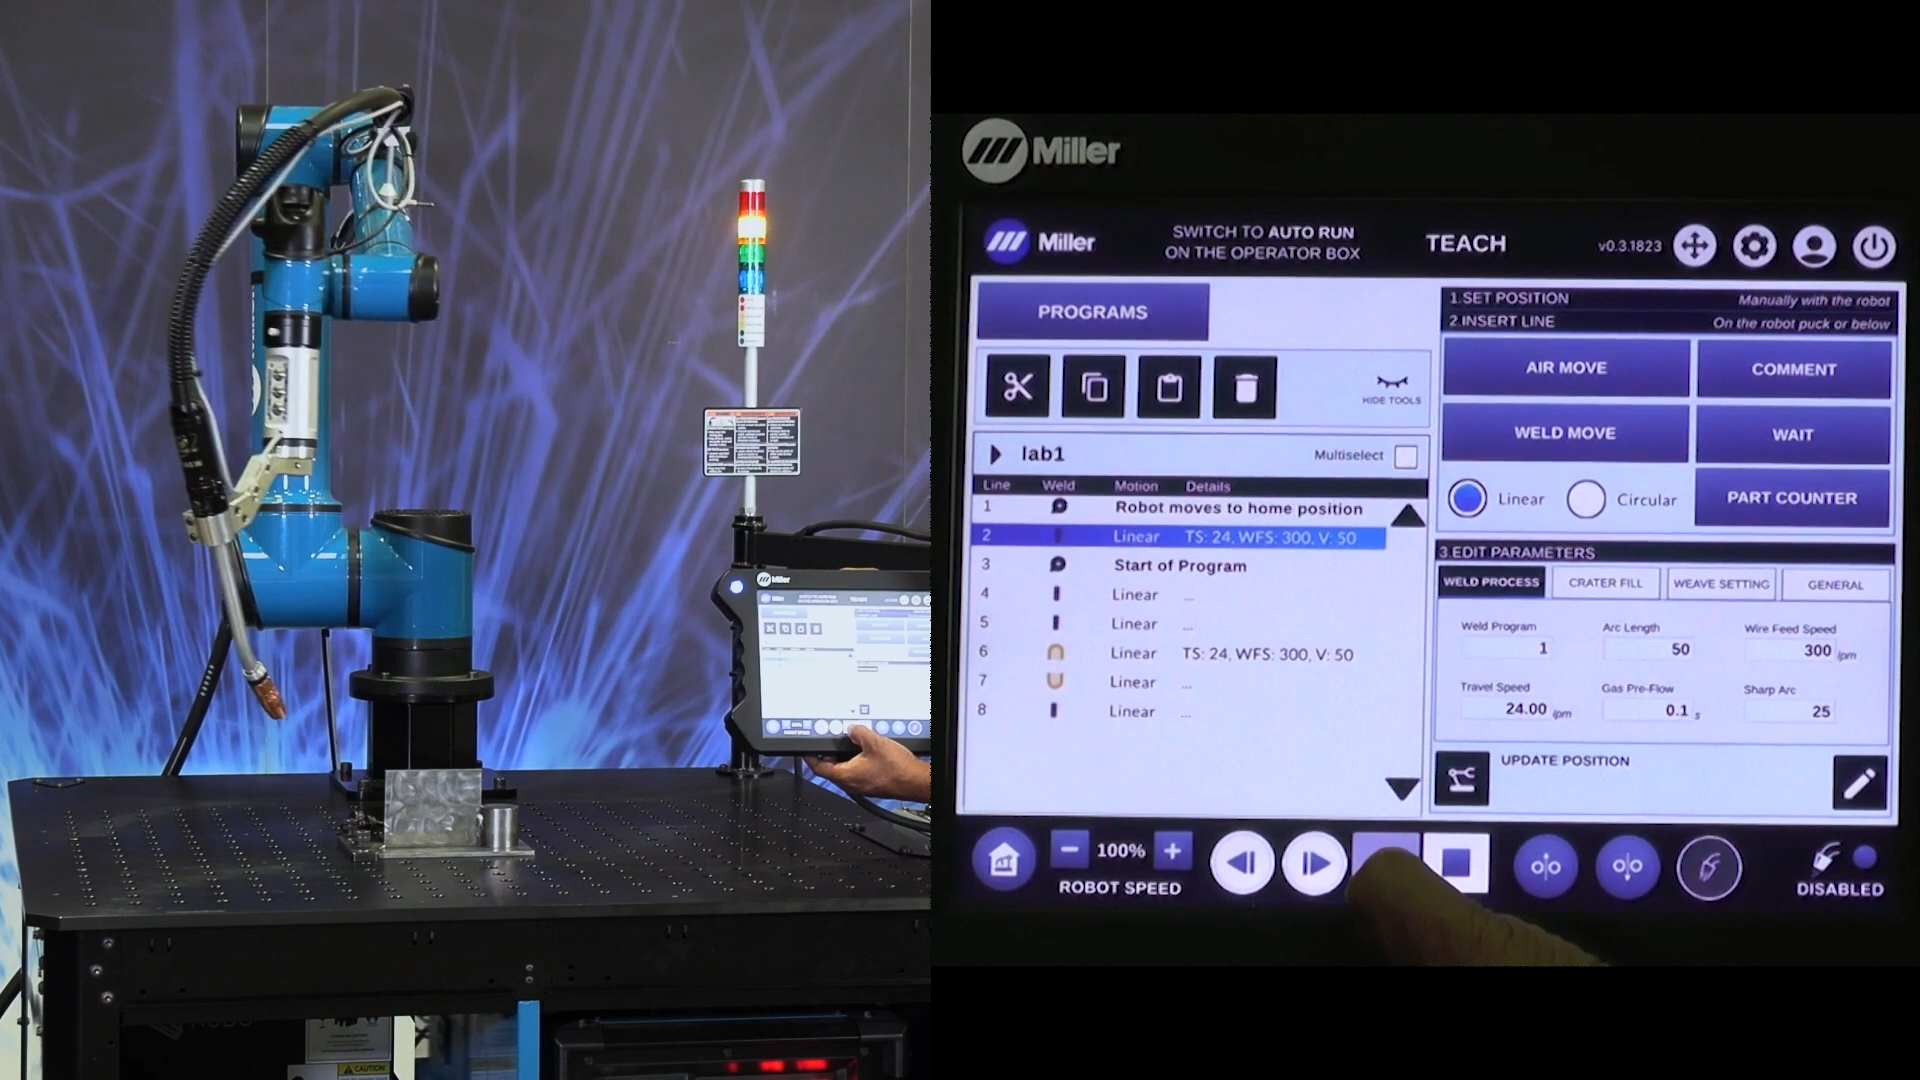 Miller
Miller
SWITCH TO AUTO RUN
ON THE OPERATOR BOX
TEACH
v0.3.1823
PROGRAMS
HIDE TOOLS
lab1
Multiselect
Line Weld Motion Details
1 Robot moves to home position
2 Linear TS: 24, WFS: 300, V: 50
3 Start of Program
4 Linear ...
5 Linear ...
6 Linear TS: 24, WFS: 300, V: 50
7 Linear ...
8 Linear ...
1.SET POSITION Manually with the robot
2.INSERT LINE On the robot puck or below
AIR MOVE
COMMENT
WELD MOVE
WAIT
Linear
Circular
PART COUNTER
3.EDIT PARAMETERS
WELD PROCESS
CRATER FILL
WEAVE SETTING
GENERAL
Weld Program
1
Arc Length
50
Wire Feed Speed
300 ipm
Travel Speed
24.00 ipm
Gas Pre-Flow
0.1 s
Sharp Arc
25
UPDATE POSITION
100%
ROBOT SPEED
DISABLED
Miller
CAUTION